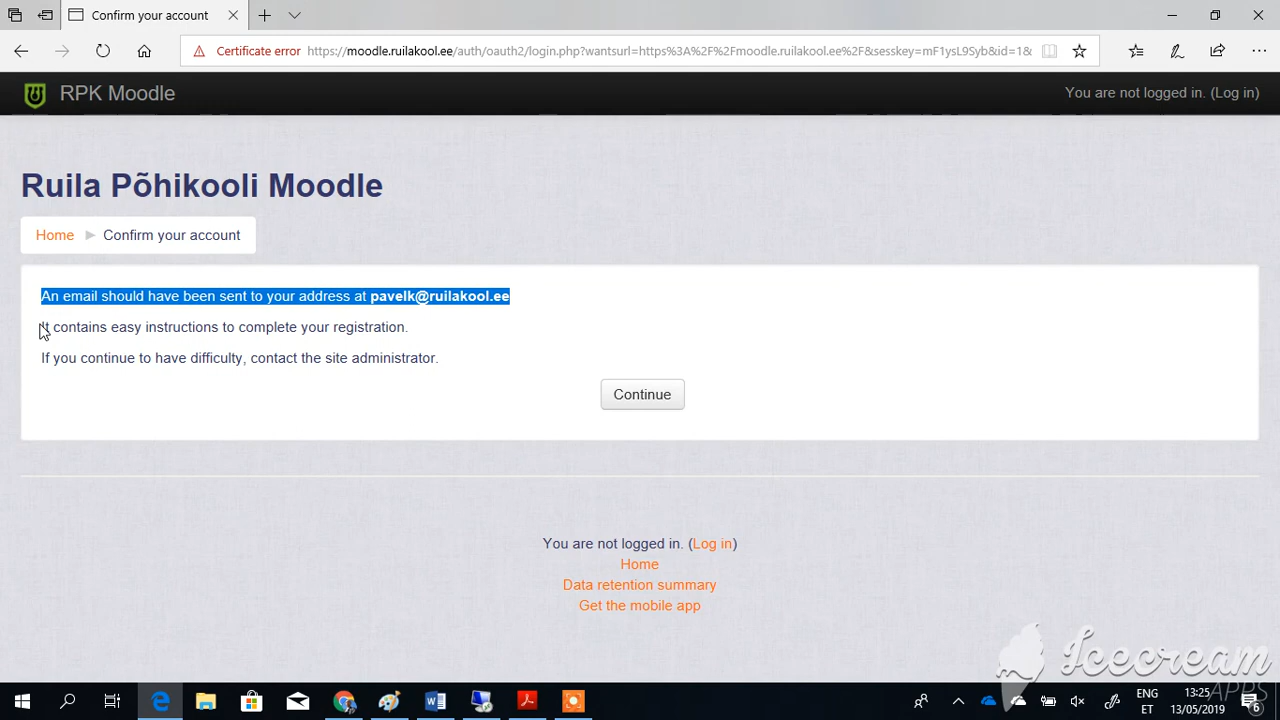 Confirm your account
Certificate error https://moodle.ruilakool.ee/auth/oauth2/login.php?wantsurl=https%3A%2F%2Fmoodle.ruilakool.ee%2F&sesskey=mF1ysL9Syb&id=1&
RPK Moodle
You are not logged in. (Log in)
Ruila Põhikooli Moodle
Home Confirm your account
An email should have been sent to your address at pavelk@ruilakool.ee
It contains easy instructions to complete your registration.
If you continue to have difficulty, contact the site administrator.
Continue
You are not logged in. (Log in)
Home
Data retention summary
Get the mobile app
Icecream
APPS
ENG
ET
13:25
13/05/2019
6